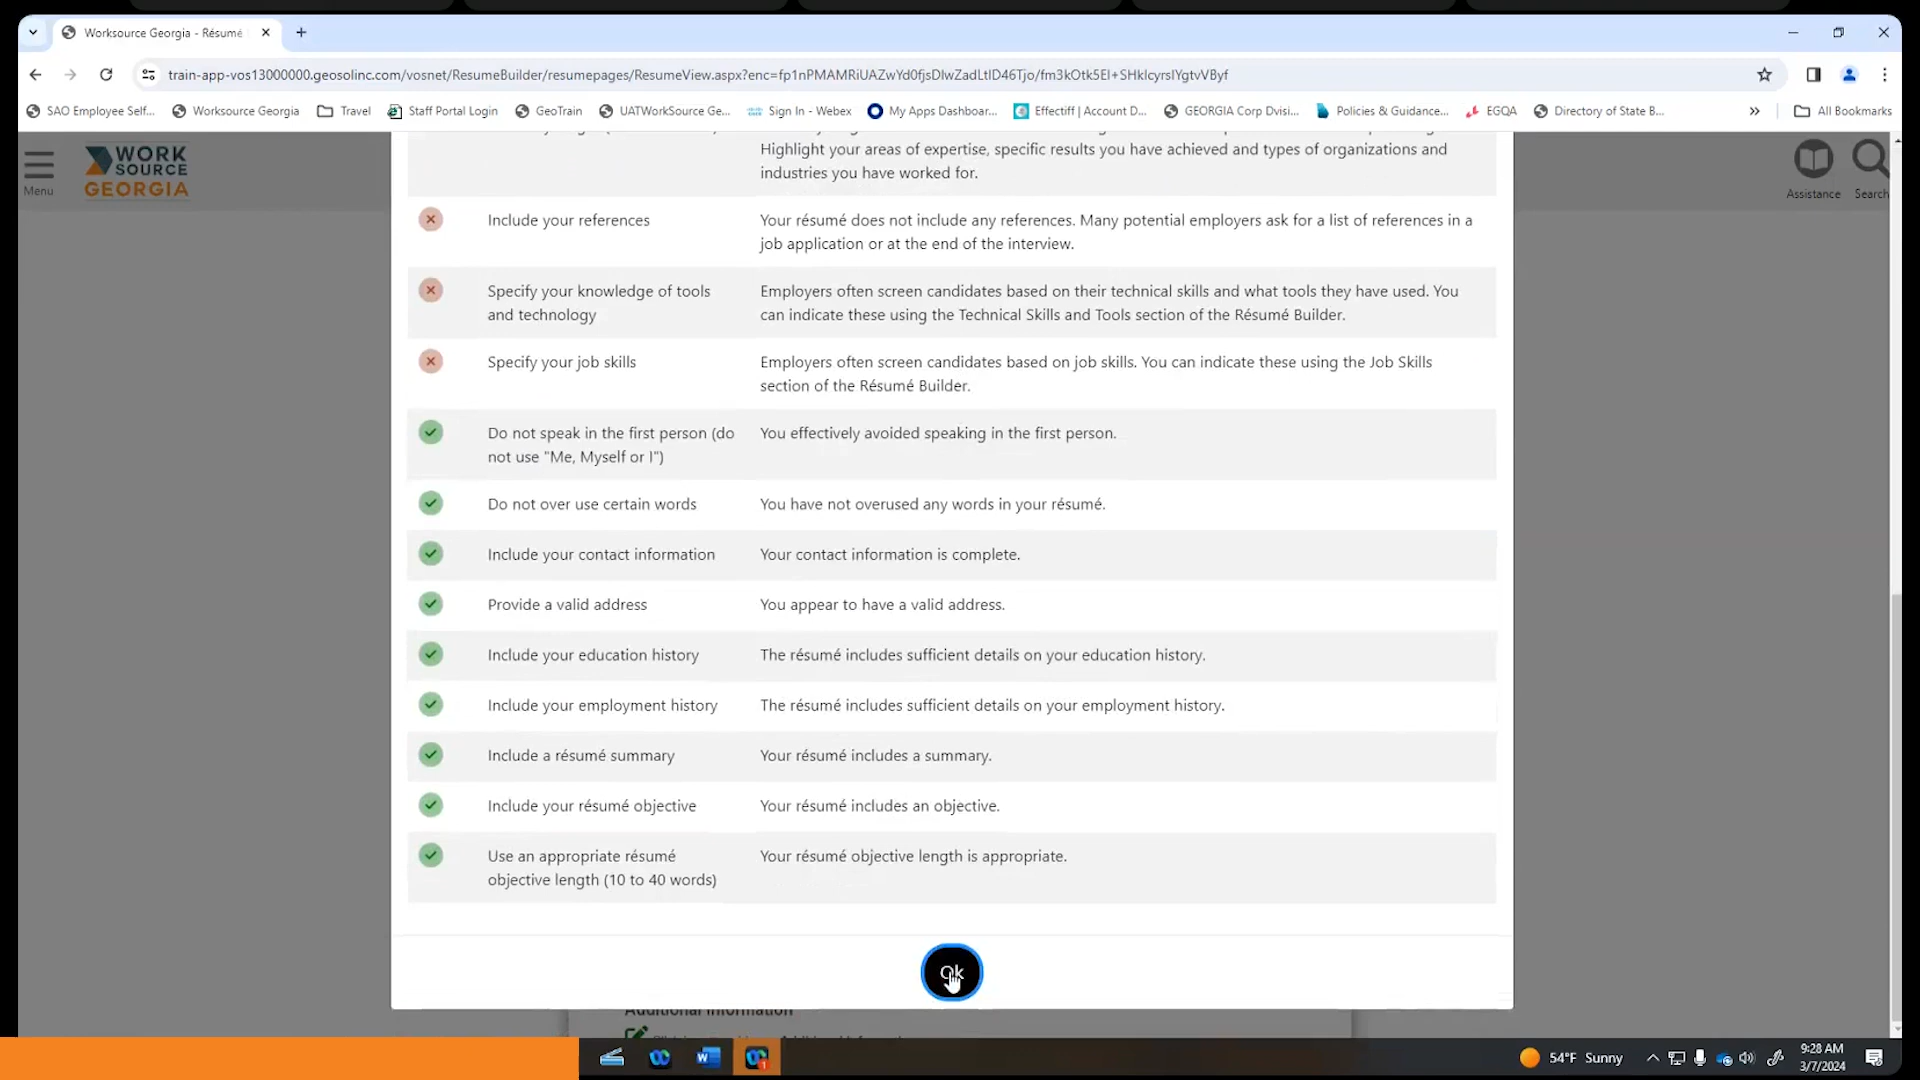 Worksource Georgia - Résumé
train-app-vos13000000.geosolinc.com/vosnet/ResumeBuilder/resumepages/ResumeView.aspx?enc=fp1nPMAMRiUAZwYd0fjsDIwZadLtID46Tjo/fm3kOtk5EI+SHkIcyrsIYgtvVByf
SAO Employee Self... Worksource Georgia Travel Staff Portal Login GeoTrain UATWorkSource Ge... Sign In - Webex My Apps Dashboar... Effectiff | Account D... GEORGIA Corp Dvisi... Policies & Guidance... EGQA Directory of State B... » All Bookmarks
Menu
WORK
SOURCE
GEORGIA
Assistance Search
Highlight your areas of expertise, specific results you have achieved and types of organizations and
industries you have worked for.
Include your references
Your résumé does not include any references. Many potential employers ask for a list of references in a
job application or at the end of the interview.
Specify your knowledge of tools
and technology
Employers often screen candidates based on their technical skills and what tools they have used. You
can indicate these using the Technical Skills and Tools section of the Résumé Builder.
Specify your job skills
Employers often screen candidates based on job skills. You can indicate these using the Job Skills
section of the Résumé Builder.
Do not speak in the first person (do
not use "Me, Myself or I")
You effectively avoided speaking in the first person.
Do not over use certain words
You have not overused any words in your résumé.
Include your contact information
Your contact information is complete.
Provide a valid address
You appear to have a valid address.
Include your education history
The résumé includes sufficient details on your education history.
Include your employment history
The résumé includes sufficient details on your employment history.
Include a résumé summary
Your résumé includes a summary.
Include your résumé objective
Your résumé includes an objective.
Use an appropriate résumé
objective length (10 to 40 words)
Your résumé objective length is appropriate.
Ok
Additional Information
54°F Sunny
9:28 AM
3/7/2024